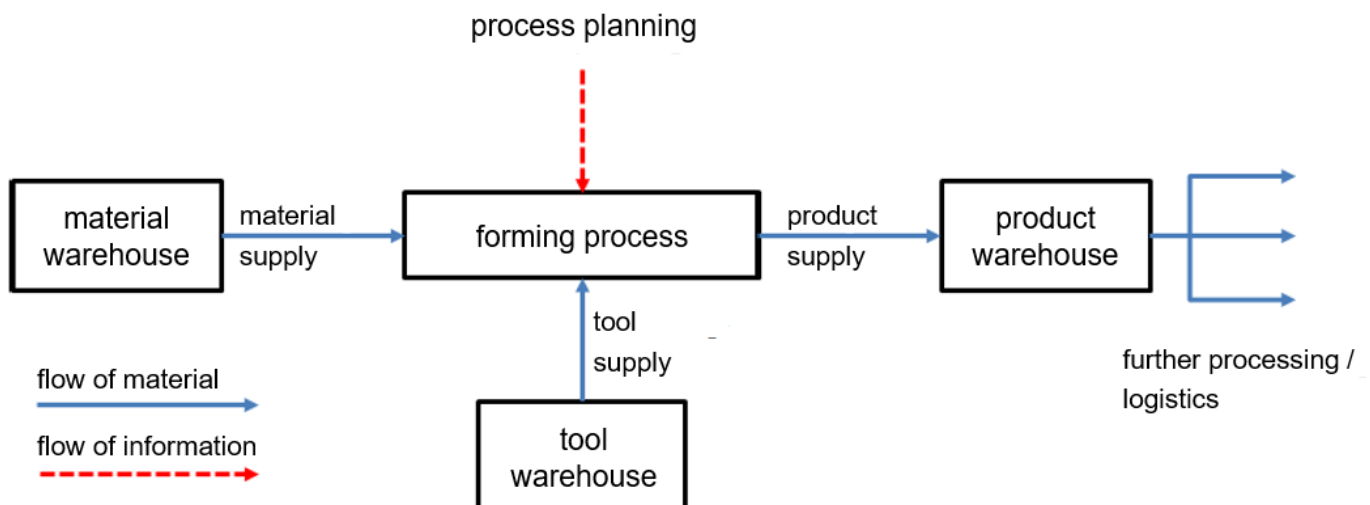 process planning
material
warehouse
material
supply
forming process
product
supply
product
warehouse
tool
supply
further processing /
logistics
flow of material
flow of information
tool
warehouse